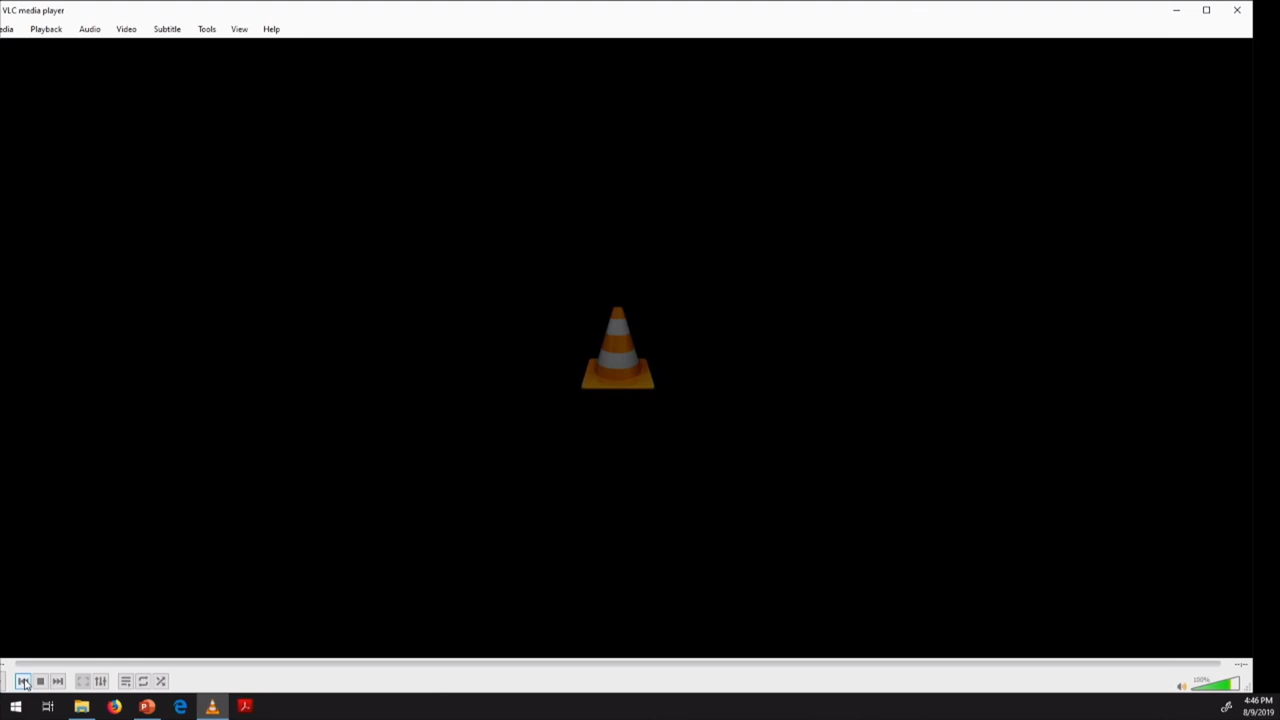 VLC media player
edia Playback Audio Video Subtitle Tools View Help
--:--
100%
4:46 PM
8/9/2019